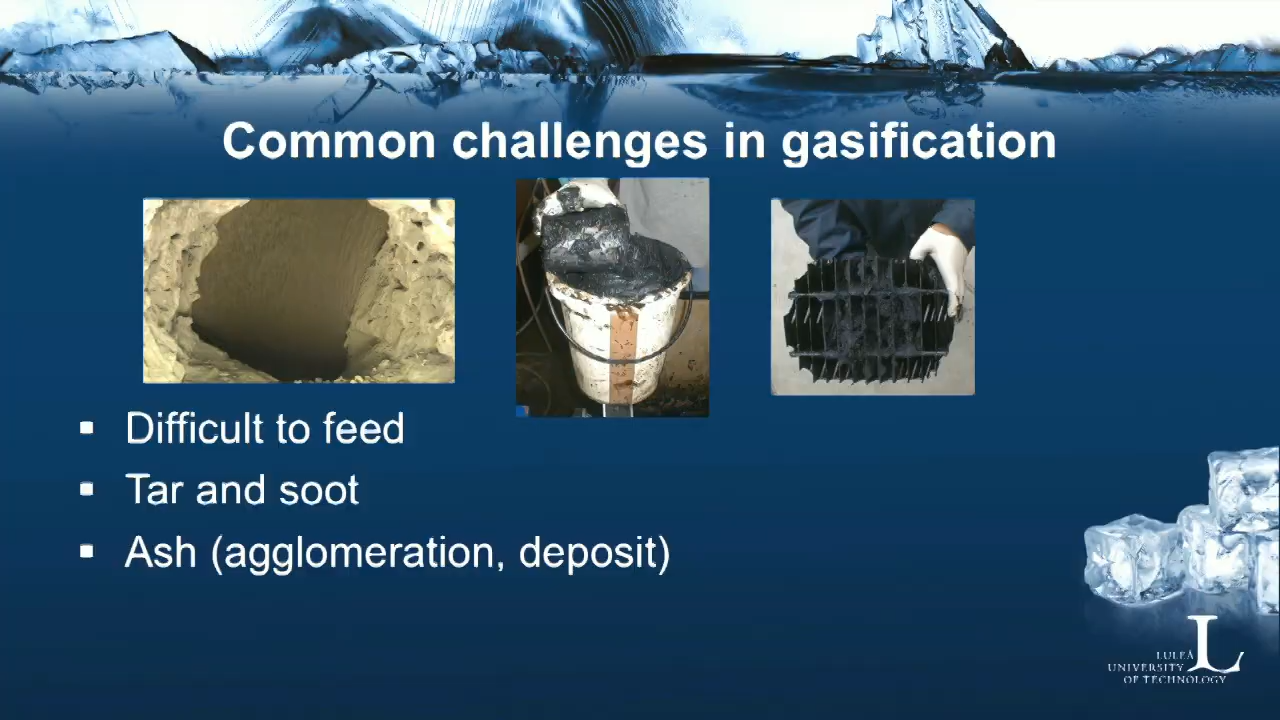 Common challenges in gasification
Difficult to feed
Tar and soot
Ash (agglomeration, deposit)
LULEÅ
UNIVERSITY
OF TECHNOLOGY
L